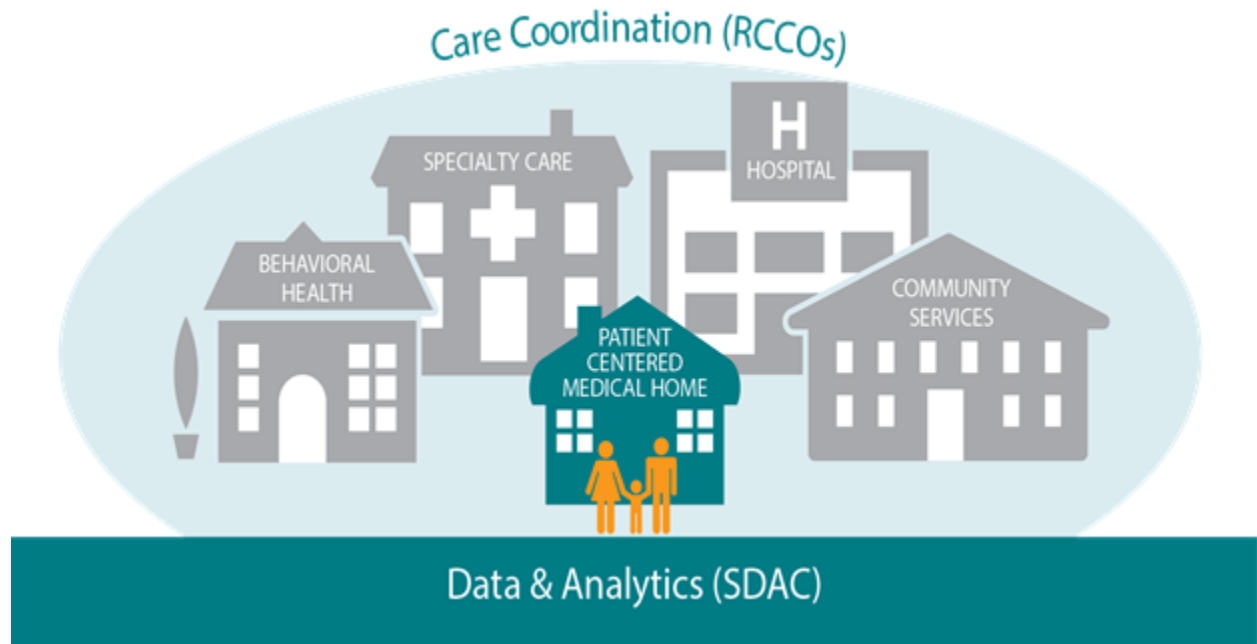 Care Coordination (RCCOs)
SPECIALTY CARE
H
HOSPITAL
BEHAVIORAL
HEALTH
COMMUNITY
SERVICES
PATIENT
CENTERED
MEDICAL HOME
Data & Analytics (SDAC)